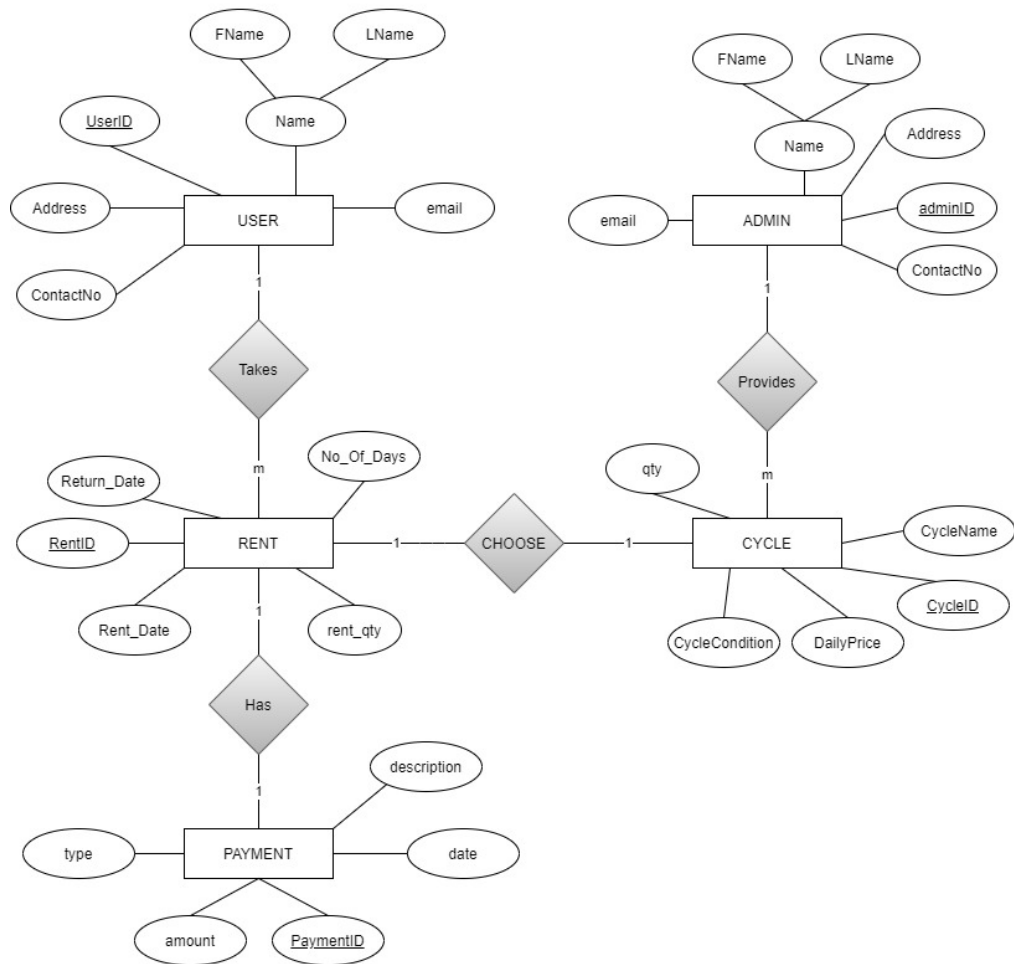 FName
LName
FName
LName
UserID
Name
Name
Address
Address
USER
email
email
ADMIN
adminID
ContactNo
ContactNo
1
1
Takes
Provides
m
m
No_Of_Days
Return_Date
qty
RentID
RENT
1
CHOOSE
1
CYCLE
CycleName
CycleID
Rent_Date
1
rent_qty
CycleCondition
DailyPrice
Has
1
description
type
PAYMENT
date
amount
PaymentID